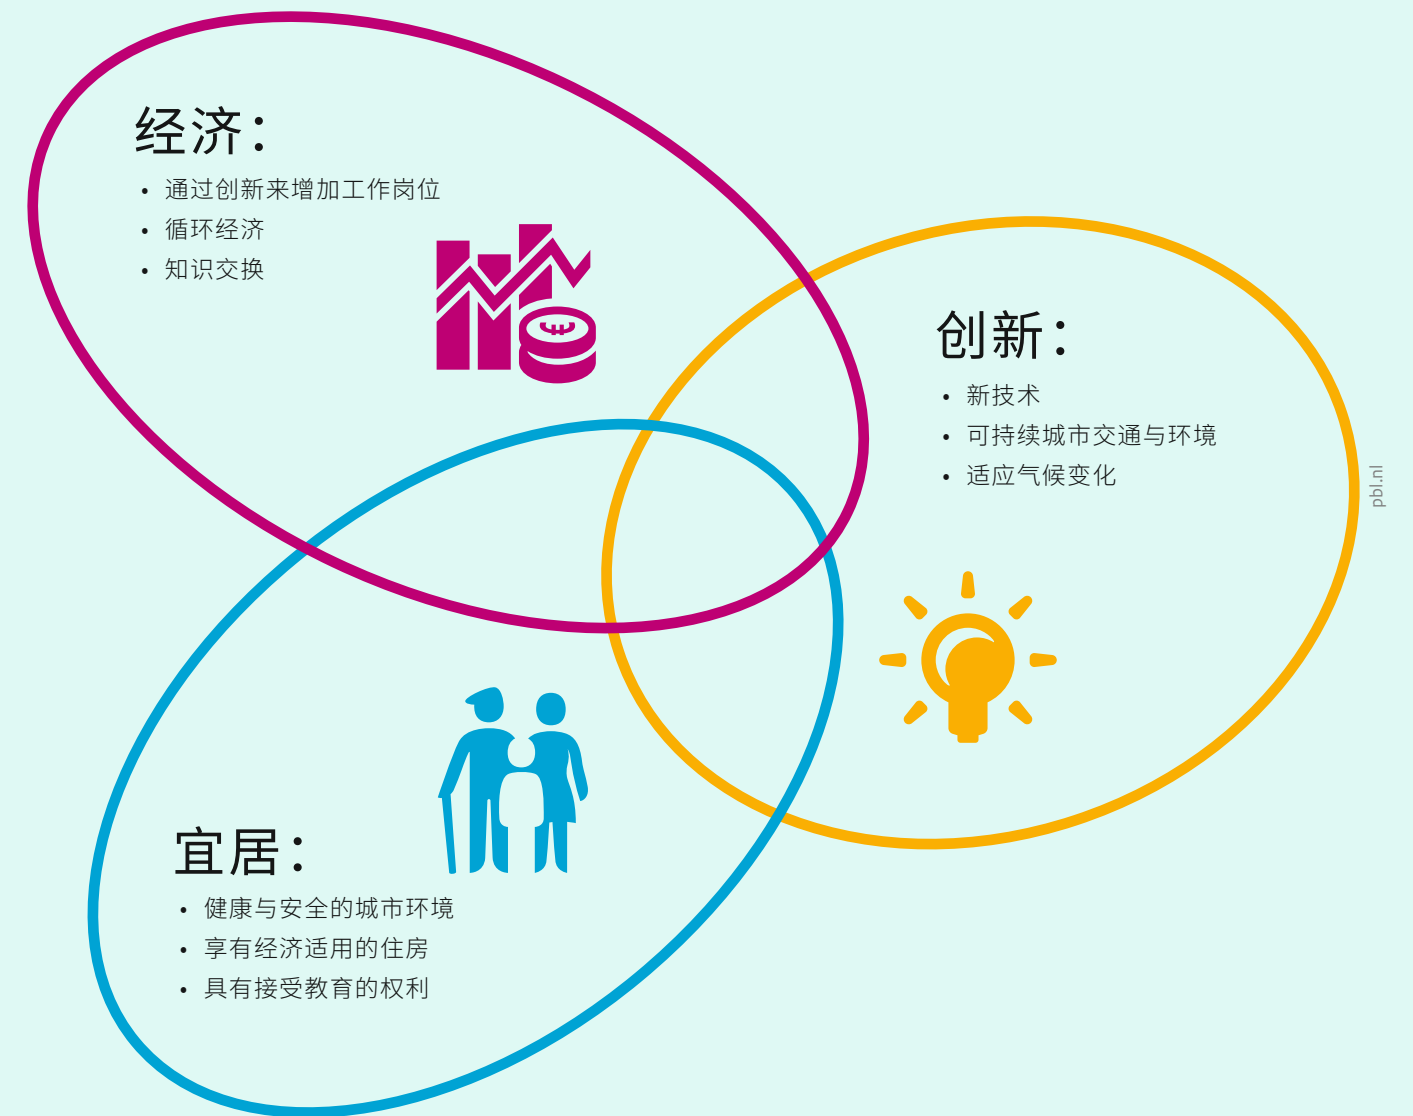 经济：
• 通过创新来增加工作岗位
• 循环经济
• 知识交换
创新：
• 新技术
• 可持续城市交通与环境
• 适应气候变化
pbl.nl
宜居：
• 健康与安全的城市环境
• 享有经济适用的住房
• 具有接受教育的权利